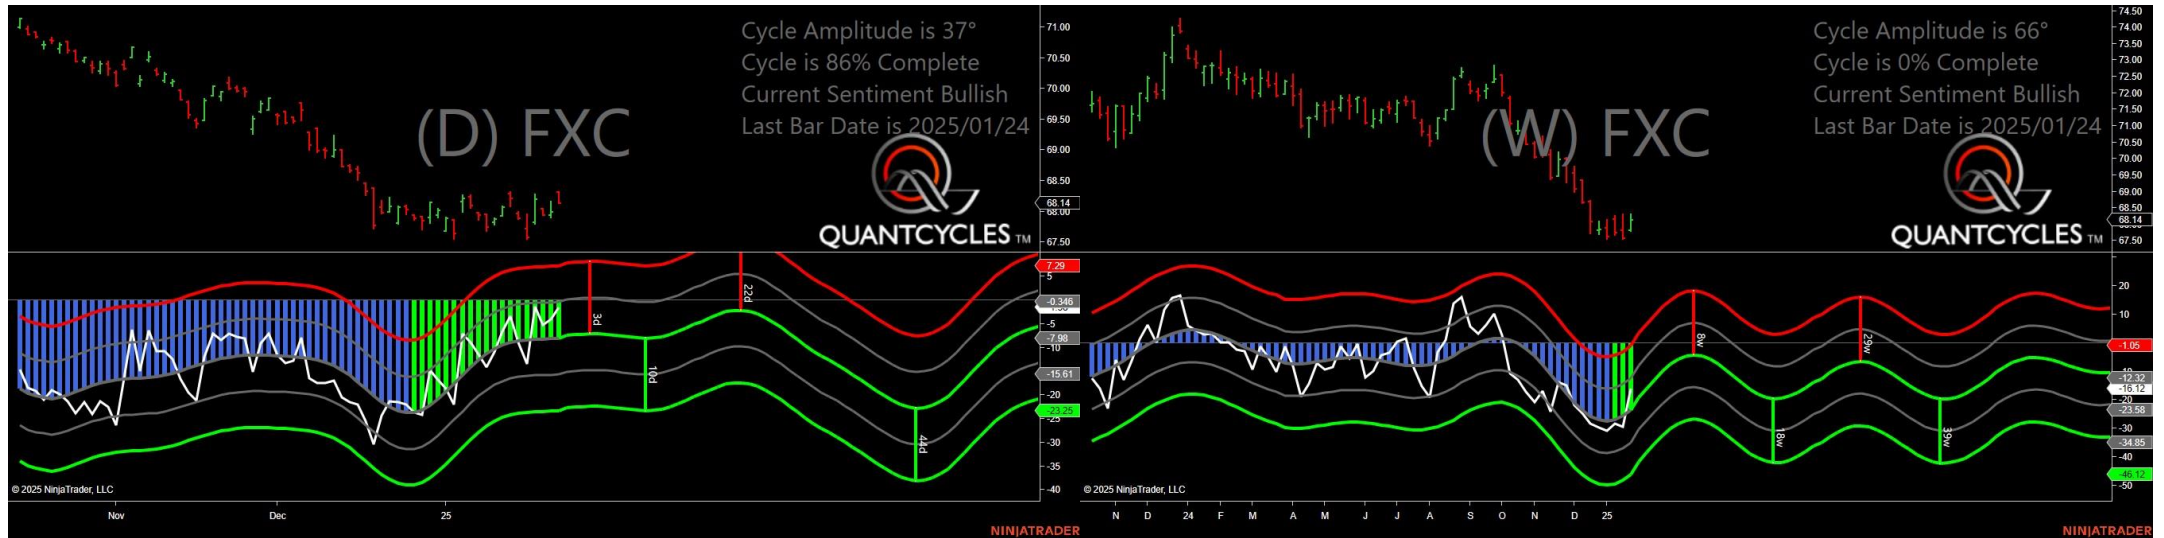 Cycle Amplitude is 37°
Cycle is 86% Complete
Current Sentiment Bullish
Last Bar Date is 2025/01/24
(D) FXC
QUANTCYCLES TM
71.00
70.50
70.00
69.50
69.00
68.50
68.14
68.00
67.50
7.29
5
-0.346
-5
-7.98
-10
-15.61
-20
-23.25
-25
-30
-35
-40
3d
10d
22d
44d
© 2025 NinjaTrader, LLC
Nov
Dec
25
NINJATRADER
Cycle Amplitude is 66°
Cycle is 0% Complete
Current Sentiment Bullish
Last Bar Date is 2025/01/24
(W) FXC
QUANTCYCLES TM
74.50
74.00
73.50
73.00
72.50
72.00
71.50
71.00
70.50
70.00
69.50
69.00
68.50
68.14
67.50
20
10
-1.05
-12.32
-16.12
-20
-23.58
-30
-34.85
-40
-46.12
-50
8w
18w
29w
39w
© 2025 NinjaTrader, LLC
N D 24 F M A M J J A S O N D 25
NINJATRADER